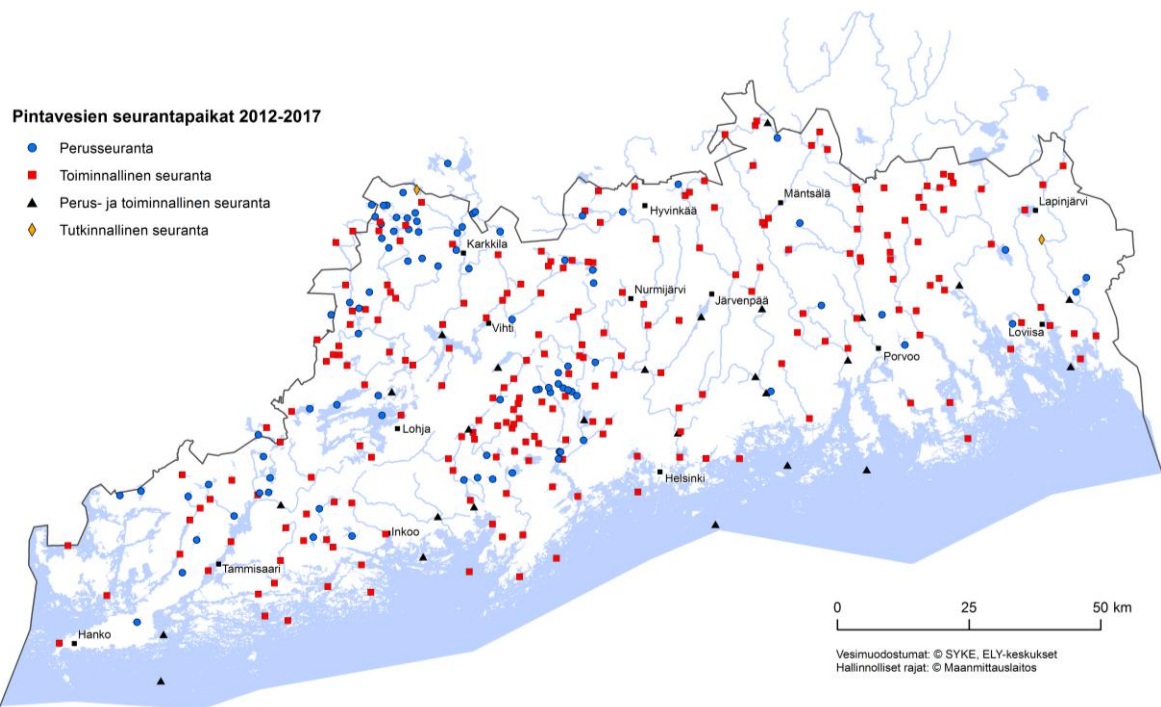 Pintavesien seurantapaikat 2012-2017
Perusseuranta
Toiminnallinen seuranta
Perus- ja toiminnallinen seuranta
Tutkinnallinen seuranta
Mäntsälä
Lapinjärvi
Hyvinkää
Karkkila
Nurmijärvi
Järvenpää
Vihti
Loviisa
Porvoo
Lohja
Helsinki
Inkoo
Tammisaari
Hanko
0 25 50 km
Vesimuodostumat: © SYKE, ELY-keskukset
Hallinnolliset rajat: © Maanmittauslaitos